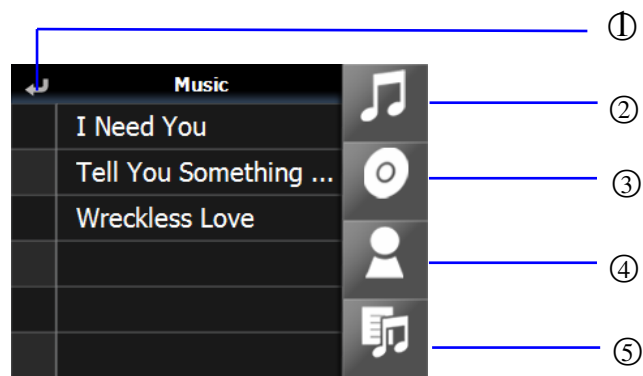 ①
Music
②
I Need You
Tell You Something ...
③
Wreckless Love
④
⑤